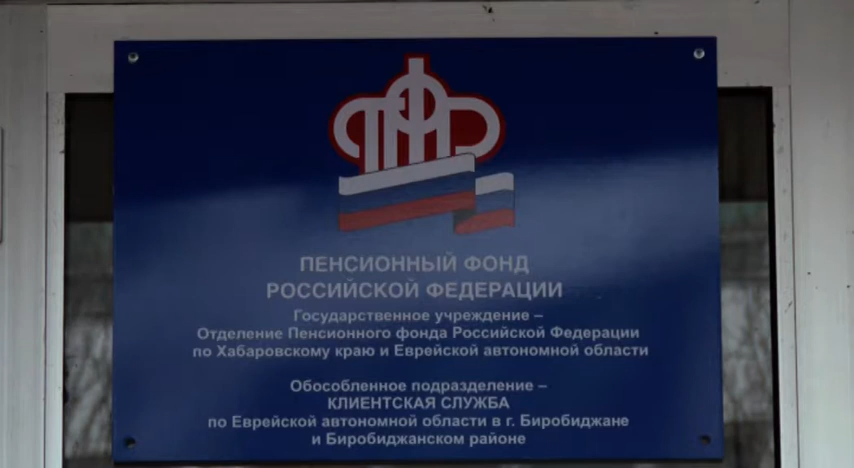 ПЕНСИОННЫЙ ФОНД
РОССИЙСКОЙ ФЕДЕРАЦИИ
Государственное учреждение –
Отделение Пенсионного фонда Российской Федерации
по Хабаровскому краю и Еврейской автономной области
Обособленное подразделение –
КЛИЕНТСКАЯ СЛУЖБА
по Еврейской автономной области в г. Биробиджане
и Биробиджанском районе